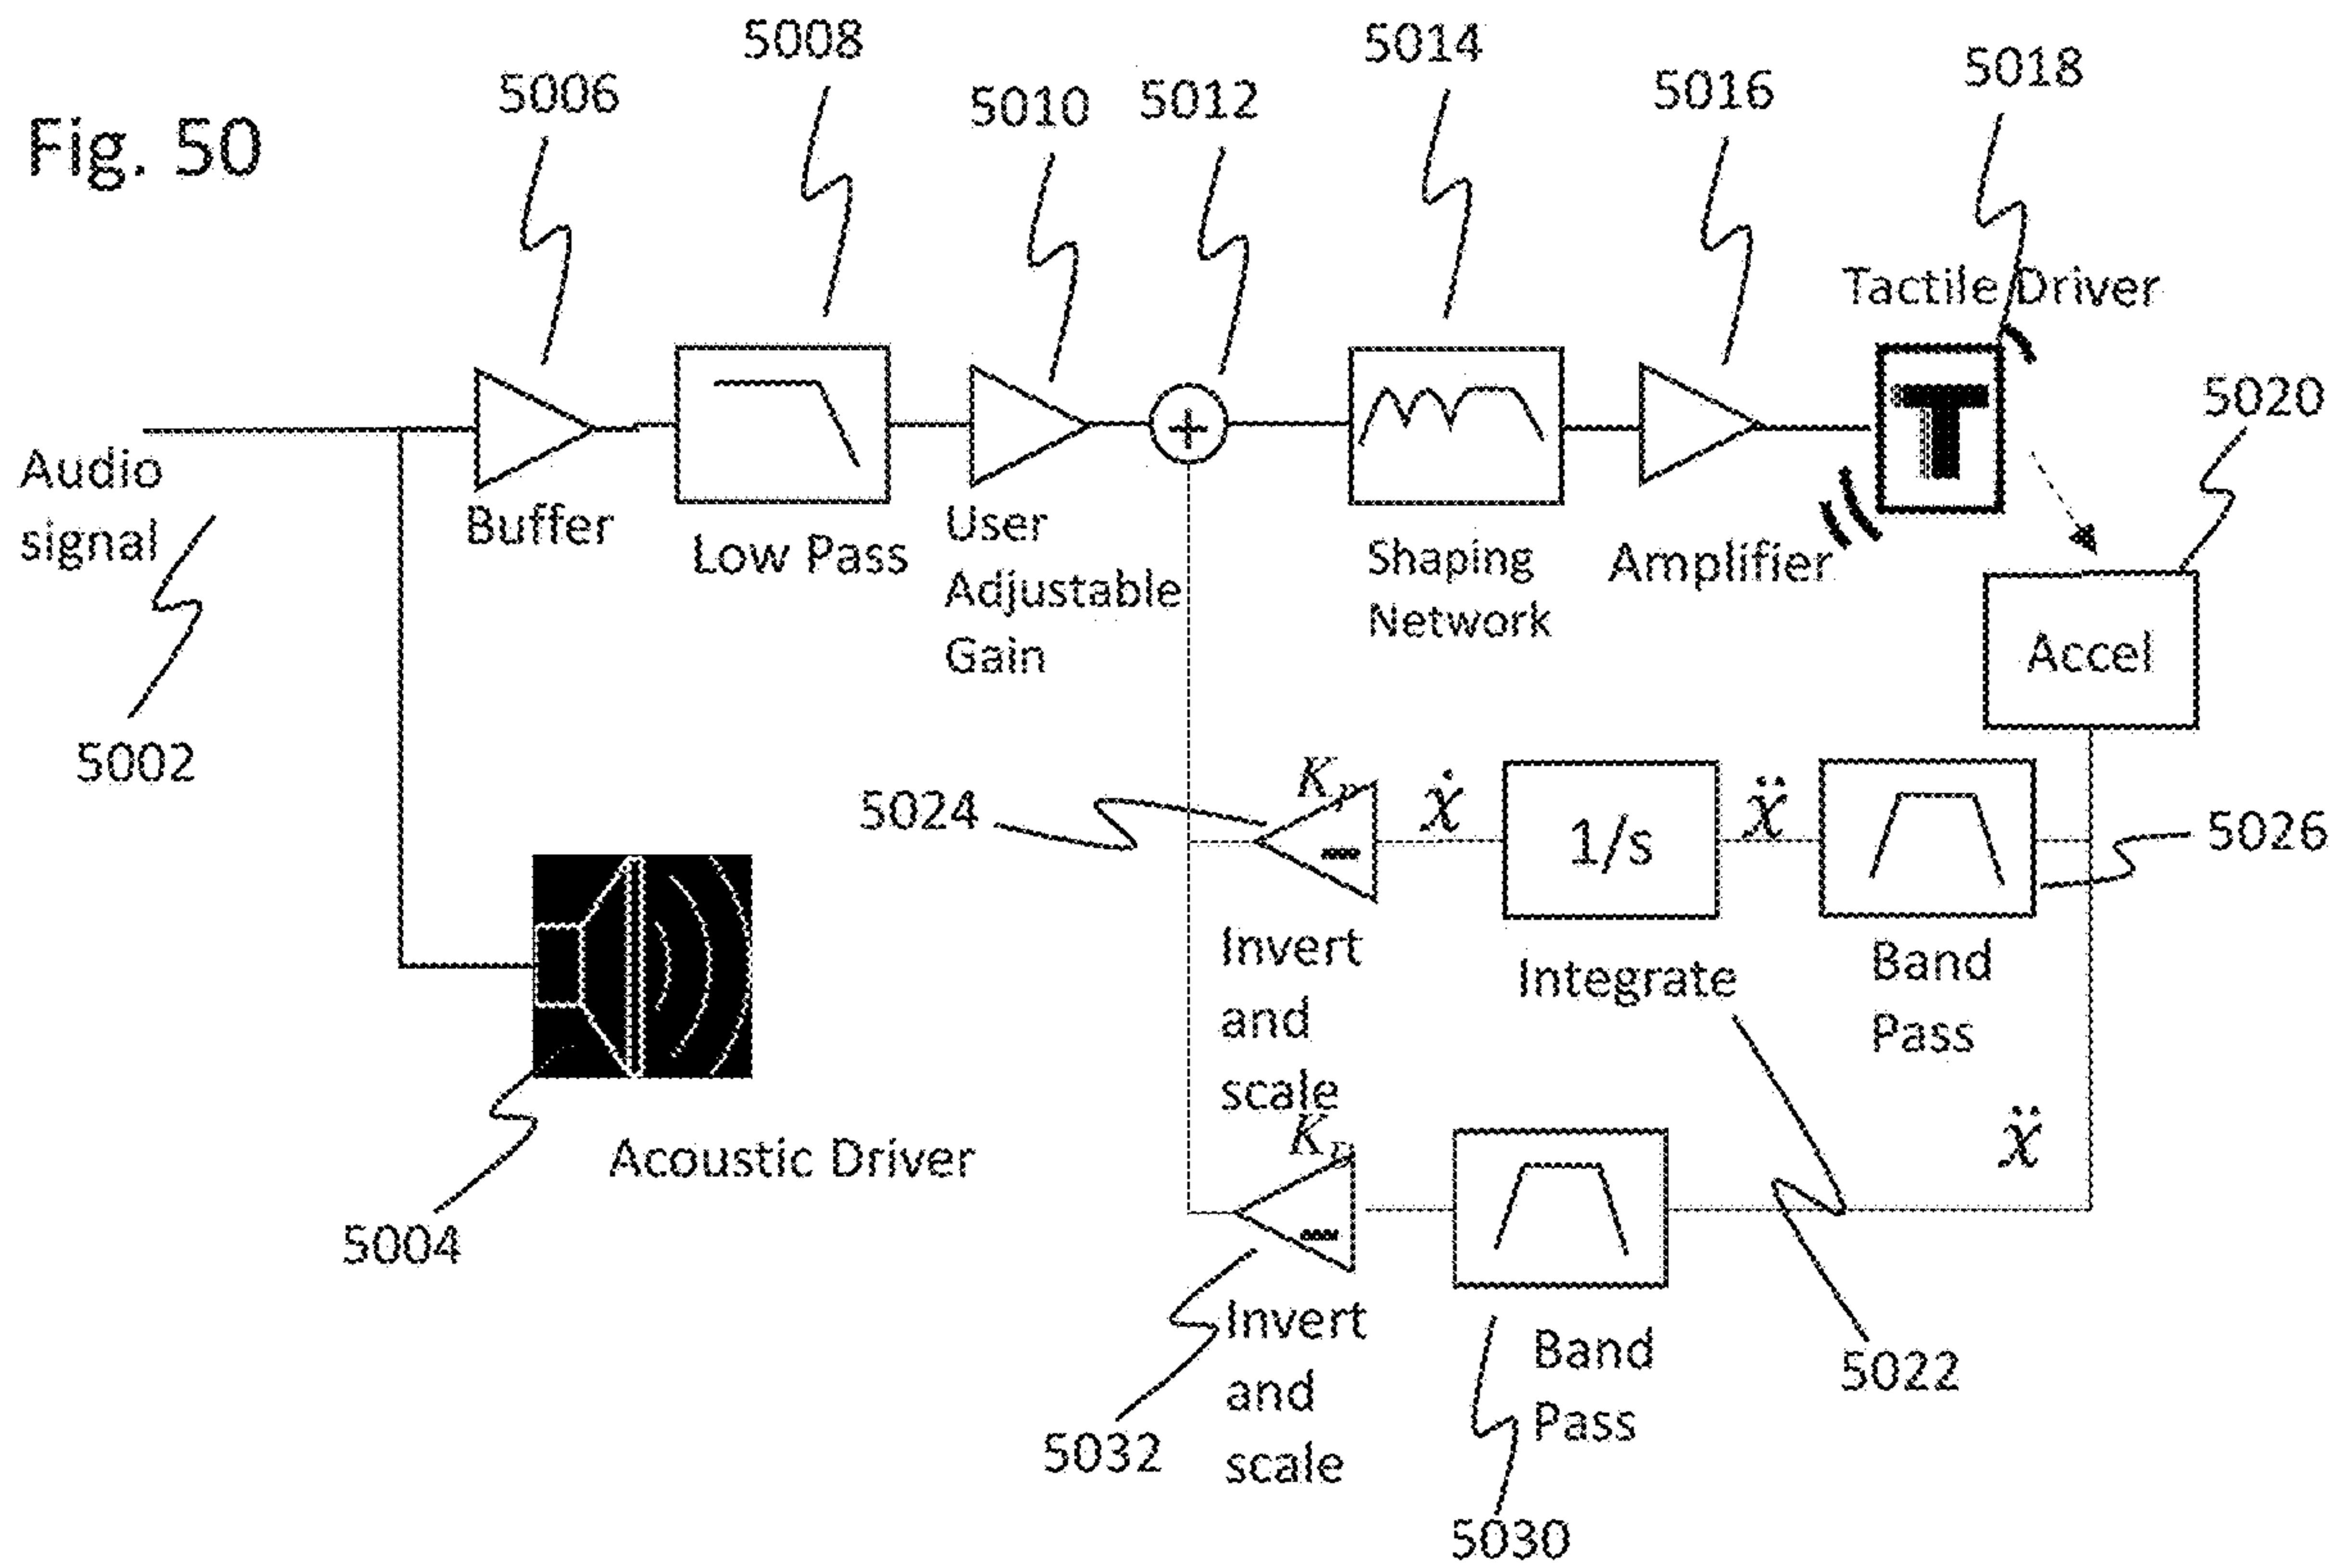 Fig. 50
5006
5008
5010
5012
5014
5016
5018
Tactile Driver
T
5020
Audio
signal
5002
Buffer
Low Pass
User
Adjustable
Gain
+
Shaping
Network
Amplifier
Accel
5024
K
ẋ
1/s
ẍ
5026
Invert
and
scale
Integrate
Band
Pass
ẍ
K
Acoustic Driver
5004
5032
Invert
and
scale
Band
Pass
5022
5030